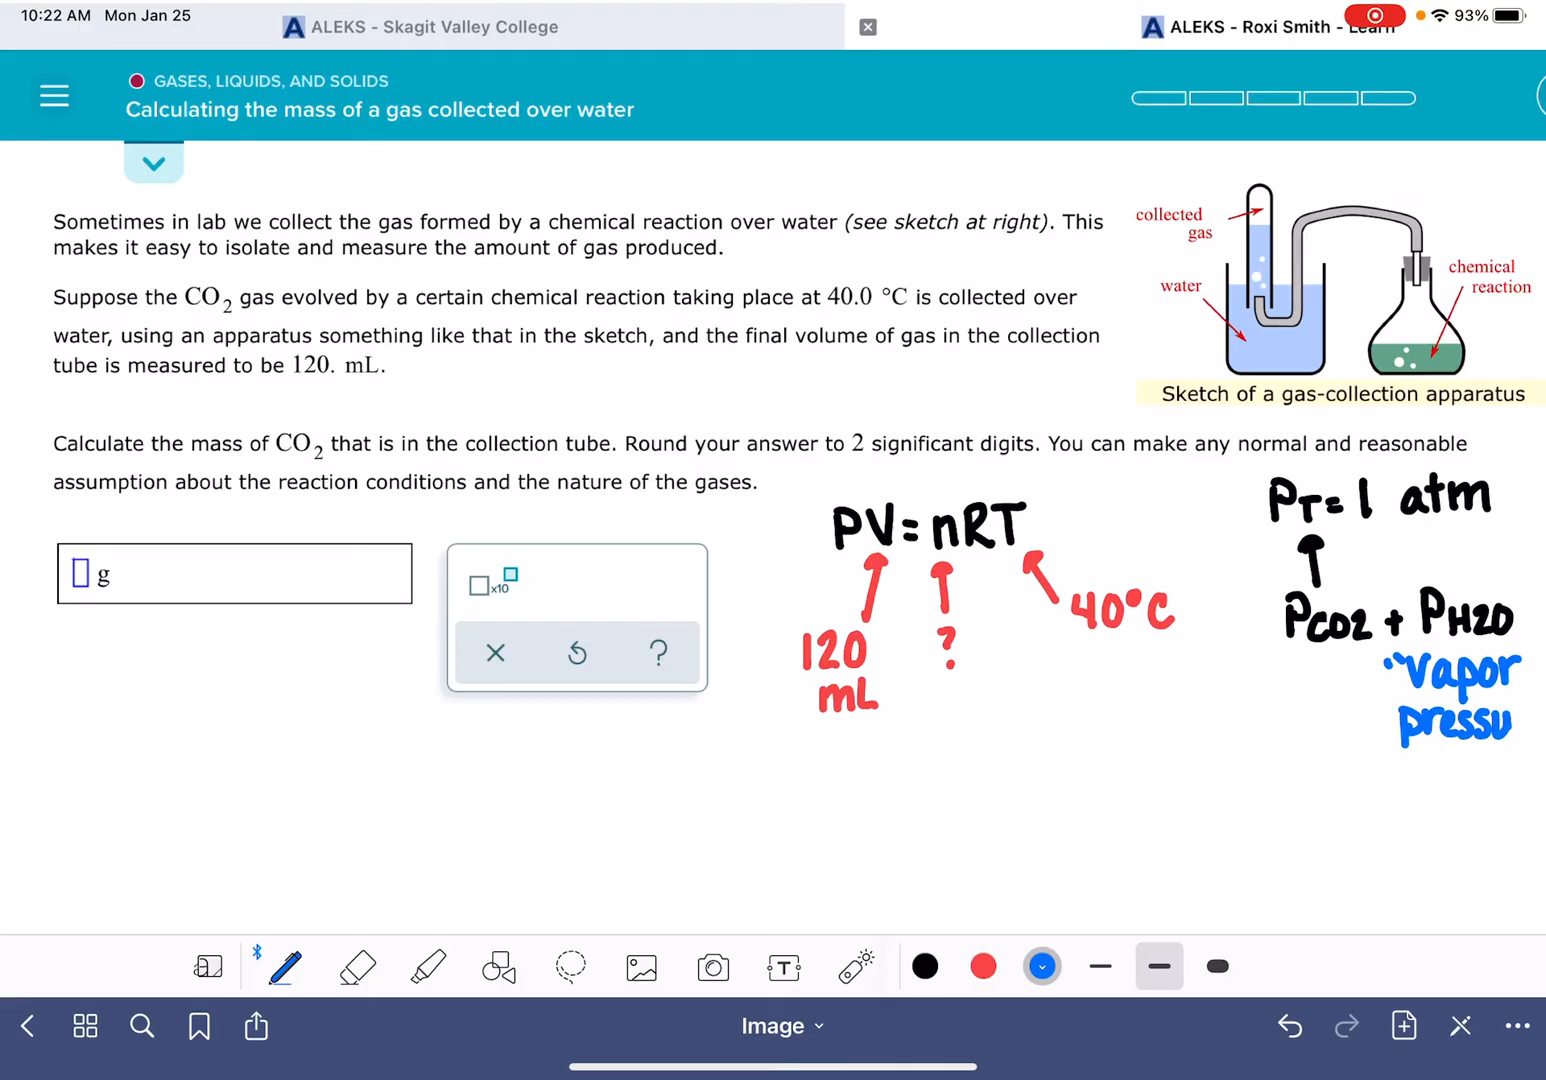 10:22 AM Mon Jan 25
93%
ALEKS - Skagit Valley College
ALEKS - Roxi Smith - Learn
GASES, LIQUIDS, AND SOLIDS
Calculating the mass of a gas collected over water
Sometimes in lab we collect the gas formed by a chemical reaction over water (see sketch at right). This
makes it easy to isolate and measure the amount of gas produced.
Suppose the CO2 gas evolved by a certain chemical reaction taking place at 40.0 °C is collected over
water, using an apparatus something like that in the sketch, and the final volume of gas in the collection
tube is measured to be 120. mL.
collected
gas
water
chemical
reaction
Sketch of a gas-collection apparatus
Calculate the mass of CO2 that is in the collection tube. Round your answer to 2 significant digits. You can make any normal and reasonable
assumption about the reaction conditions and the nature of the gases.
g
x10
?
PV=nRT
120
mL
?
40°C
PT=1 atm
PCO2 + PH2O
"Vapor
pressu
T
Image